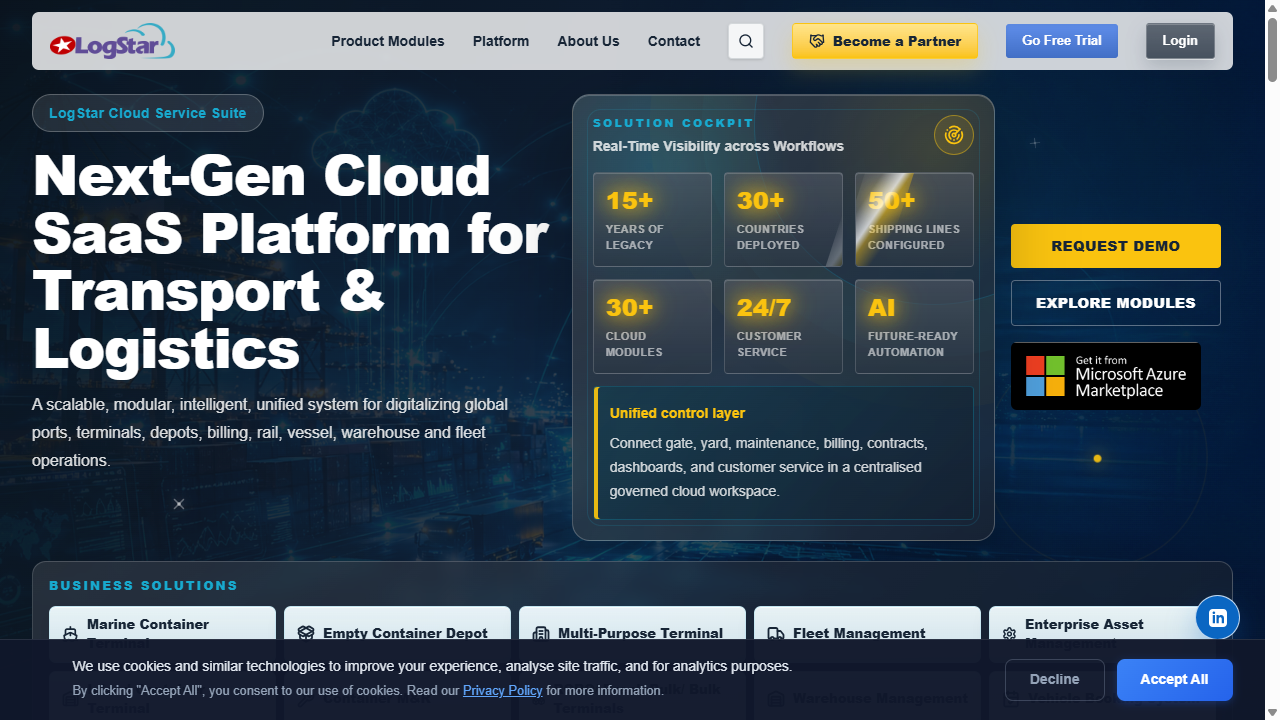 LogStar
Product Modules
Platform
About Us
Contact
Become a Partner
Go Free Trial
Login
LogStar Cloud Service Suite
Next-Gen Cloud
SaaS Platform for
Transport &
Logistics
A scalable, modular, intelligent, unified system for digitalizing global
ports, terminals, depots, billing, rail, vessel, warehouse and fleet
operations.
SOLUTION COCKPIT
Real-Time Visibility across Workflows
15+
YEARS OF
LEGACY
30+
COUNTRIES
DEPLOYED
50+
SHIPPING LINES
CONFIGURED
30+
CLOUD
MODULES
24/7
CUSTOMER
SERVICE
AI
FUTURE-READY
AUTOMATION
Unified control layer
Connect gate, yard, maintenance, billing, contracts,
dashboards, and customer service in a centralised
governed cloud workspace.
REQUEST DEMO
EXPLORE MODULES
Get it from
Microsoft Azure
Marketplace
BUSINESS SOLUTIONS
Marine Container
Terminal
Empty Container Depot
Multi-Purpose Terminal
Fleet Management
Enterprise Asset
Management
Terminal
Terminals
Warehouse Management
We use cookies and similar technologies to improve your experience, analyse site traffic, and for analytics purposes.
By clicking "Accept All", you consent to our use of cookies. Read our Privacy Policy for more information.
Decline
Accept All